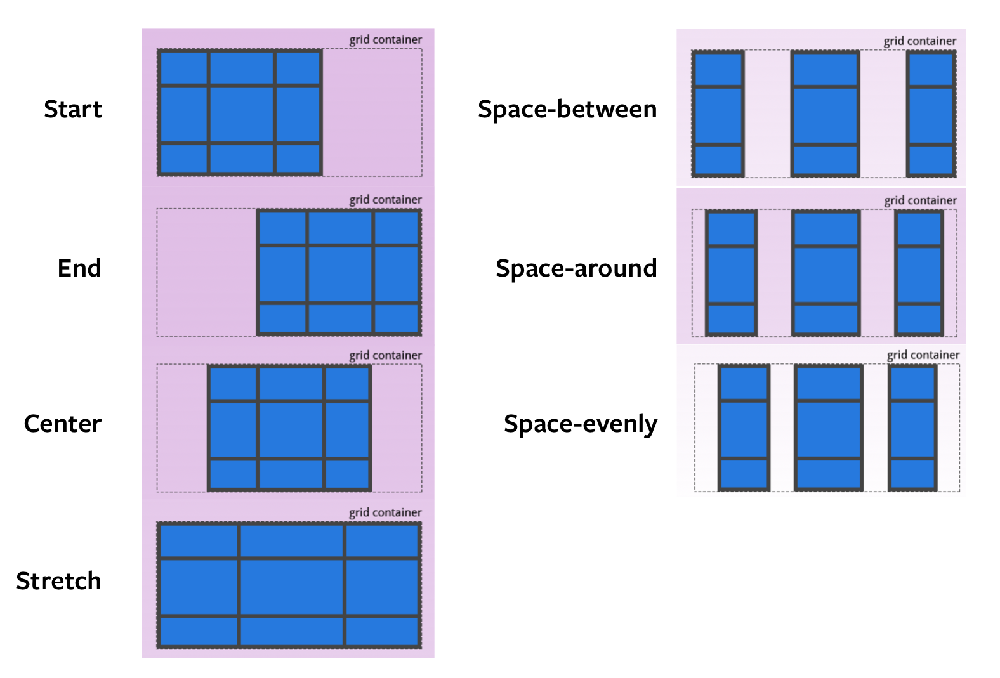 grid container
Start
grid container
End
grid container
Center
grid container
Stretch
grid container
Space-between
grid container
Space-around
grid container
Space-evenly